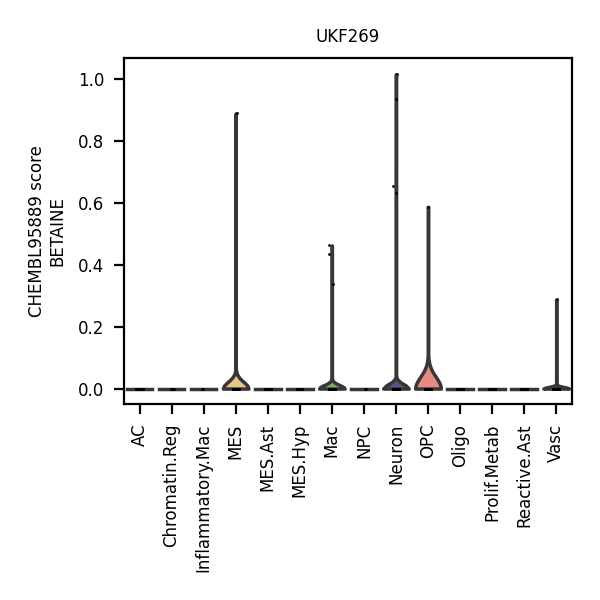 UKF269
CHEMBL95889 score
BETAINE
1.0
0.8
0.6
0.4
0.2
0.0
AC
Chromatin.Reg
Inflammatory.Mac
MES
MES.Ast
MES.Hyp
Mac
NPC
Neuron
OPC
Oligo
Prolif.Metab
Reactive.Ast
Vasc